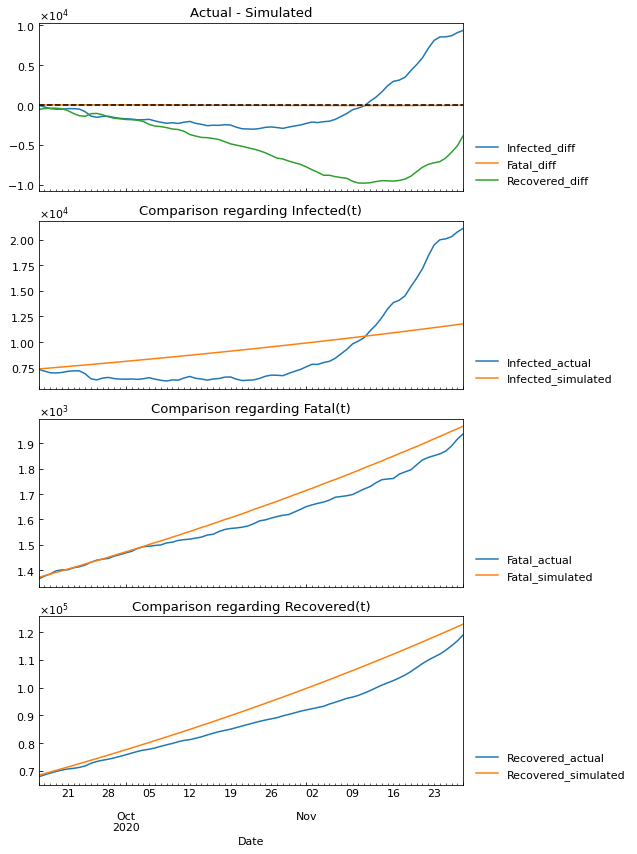 Actual - Simulated
×10⁴
1.0
0.5
0.0
−0.5
−1.0
Infected_diff
Fatal_diff
Recovered_diff
Comparison regarding Infected(t)
×10⁴
2.00
1.75
1.50
1.25
1.00
0.75
Infected_actual
Infected_simulated
Comparison regarding Fatal(t)
×10³
1.9
1.8
1.7
1.6
1.5
1.4
Fatal_actual
Fatal_simulated
Comparison regarding Recovered(t)
×10⁵
1.2
1.1
1.0
0.9
0.8
0.7
Recovered_actual
Recovered_simulated
21 28 05 12 19 26 02 09 16 23
Oct Nov
2020
Date